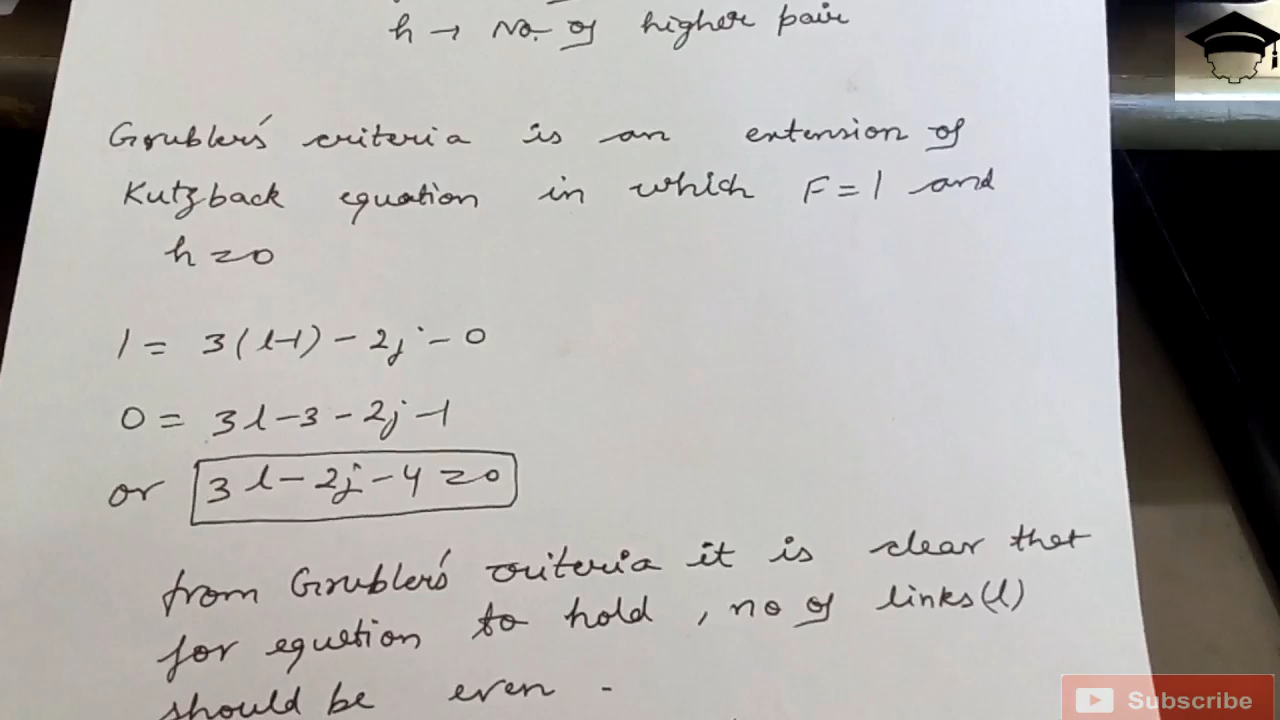 h → No. of higher pair
Grubler's criteria is an extension of
Kutzback equation in which F = 1 and
h = 0
1 = 3(l-1) - 2j - 0
0 = 3l - 3 - 2j - 1
or 3l - 2j - 4 = 0
from Grubler's criteria it is clear that
for equetion to hold, no of links(l)
should be even -
Subscribe